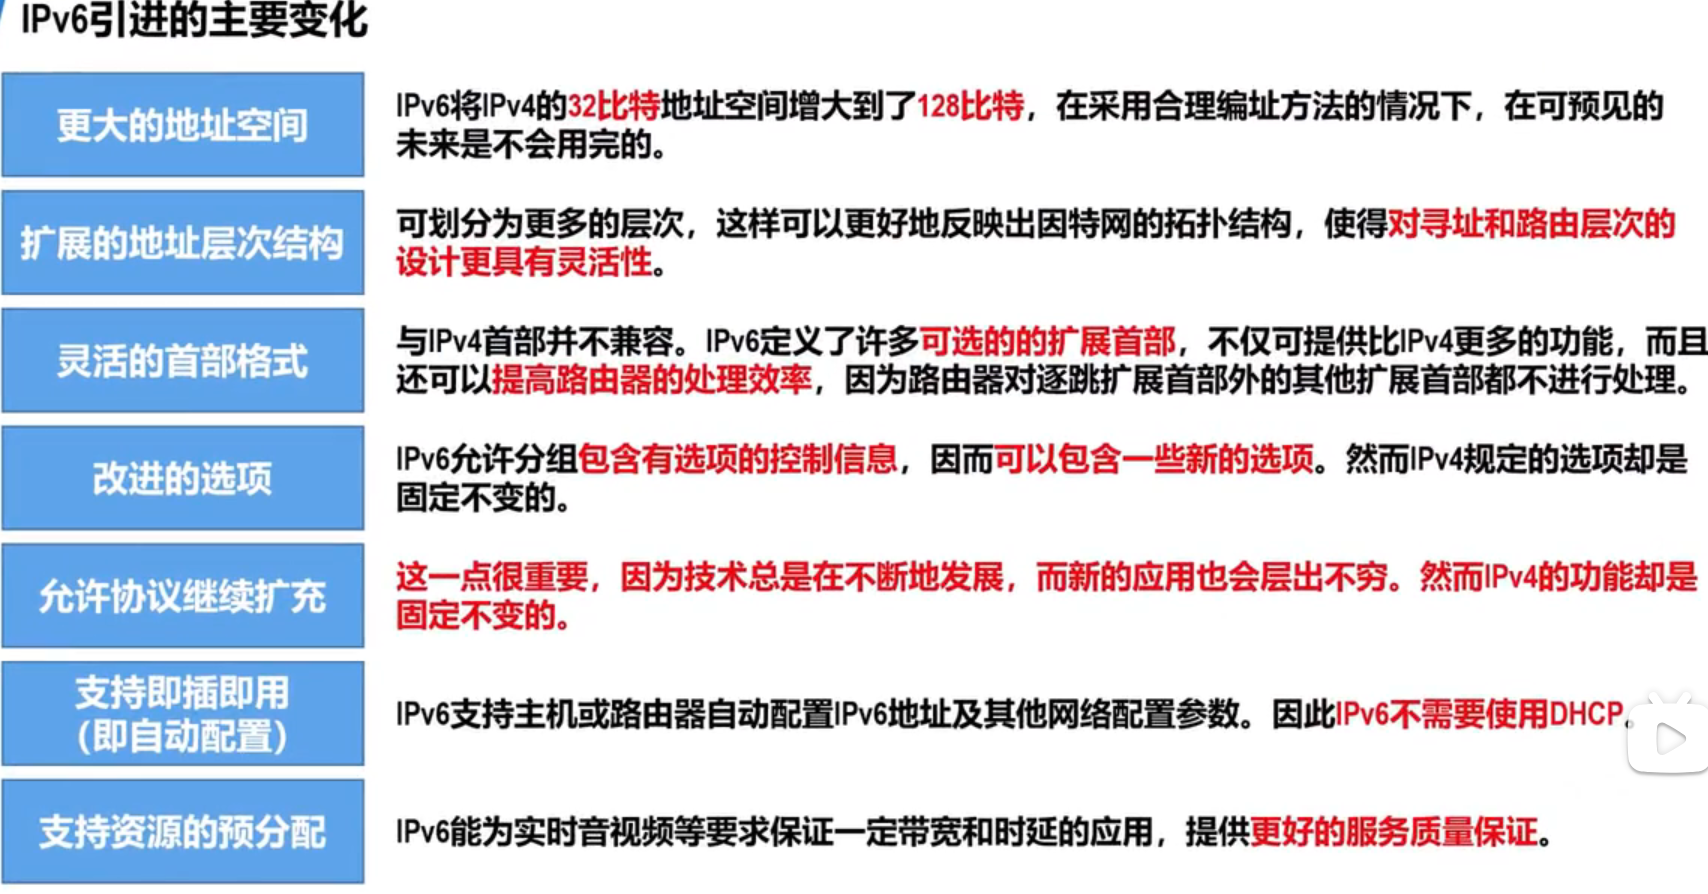 IPv6引进的主要变化
更大的地址空间
IPv6将IPv4的32比特地址空间增大到了128比特，在采用合理编址方法的情况下，在可预见的
未来是不会用完的。
扩展的地址层次结构
可划分为更多的层次，这样可以更好地反映出因特网的拓扑结构，使得对寻址和路由层次的
设计更具有灵活性。
灵活的首部格式
与IPv4首部并不兼容。IPv6定义了许多可选的的扩展首部，不仅可提供比IPv4更多的功能，而且
还可以提高路由器的处理效率，因为路由器对逐跳扩展首部外的其他扩展首部都不进行处理。
改进的选项
IPv6允许分组包含有选项的控制信息，因而可以包含一些新的选项。然而IPv4规定的选项却是
固定不变的。
允许协议继续扩充
这一点很重要，因为技术总是在不断地发展，而新的应用也会层出不穷。然而IPv4的功能却是
固定不变的。
支持即插即用
（即自动配置）
IPv6支持主机或路由器自动配置IPv6地址及其他网络配置参数。因此IPv6不需要使用DHCP。
支持资源的预分配
IPv6能为实时音视频等要求保证一定带宽和时延的应用，提供更好的服务质量保证。